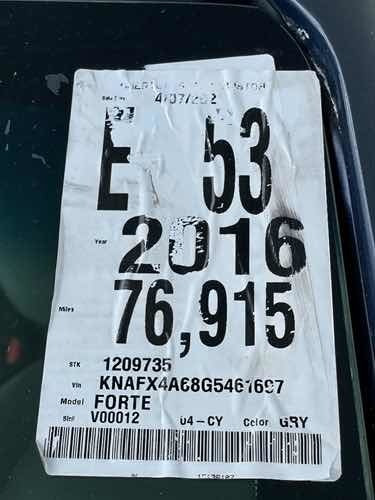 E 53
Year 2016
Miles 76,915
STK 1209735
Vin KNAFX4A68G5461697
Model FORTE
V00012 04-CY Color GRY